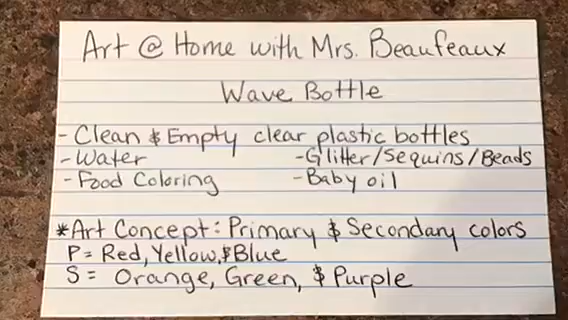 Art @ Home with Mrs. Beaufeaux
Wave Bottle
- Clean & Empty clear plastic bottles
- Water - Glitter/Sequins/Beads
- Food Coloring - Baby oil
*Art Concept: Primary & Secondary colors
P= Red, Yellow, & Blue
S= Orange, Green, & Purple